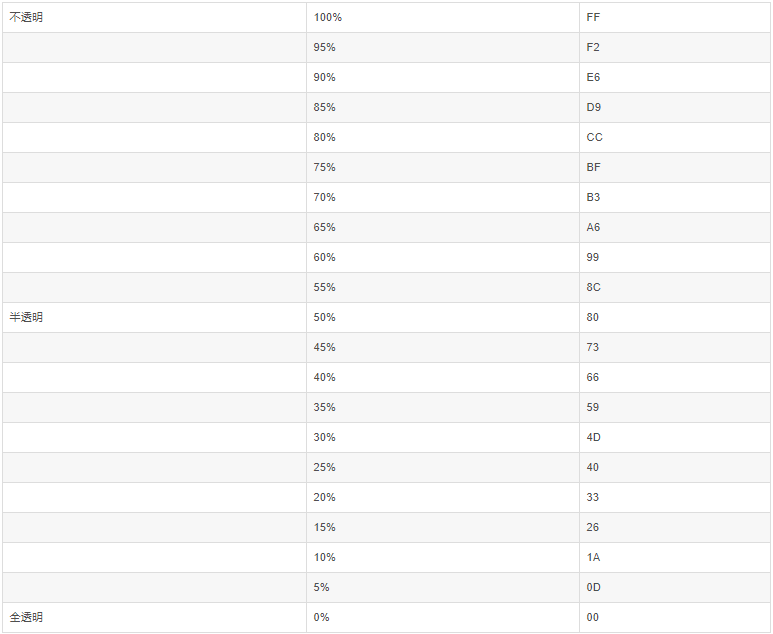 不透明 100% FF
95% F2
90% E6
85% D9
80% CC
75% BF
70% B3
65% A6
60% 99
55% 8C
半透明 50% 80
45% 73
40% 66
35% 59
30% 4D
25% 40
20% 33
15% 26
10% 1A
5% 0D
全透明 0% 00